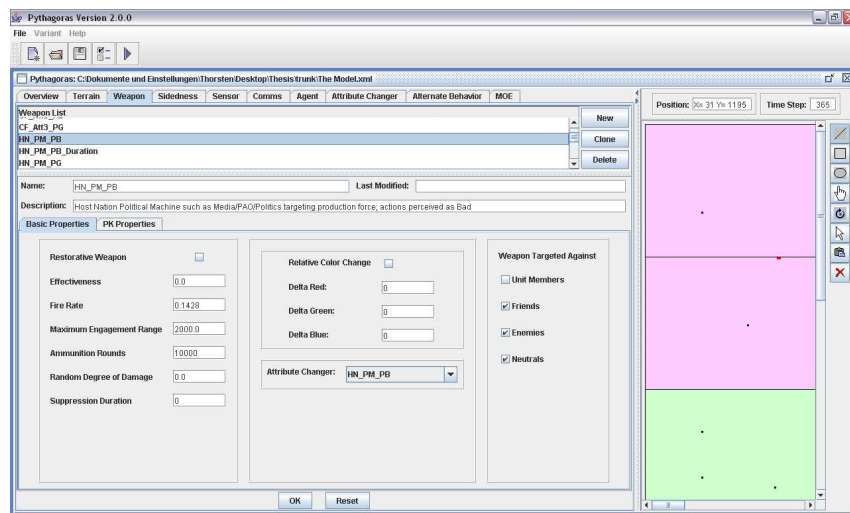 Pythagoras Version 2.0.0
File Variant Help
Pythagoras: C:\Dokumente und Einstellungen\Thorsten\Desktop\Thesis\trunk\The Model.xml
Overview Terrain Weapon Sidedness Sensor Comms Agent Attribute Changer Alternate Behavior MOE
Position: X= 31 Y= 1195 Time Step: 365
Weapon List
CF_Att3_PG
HN_PM_PB
HN_PM_PB_Duration
HN_PM_PG
New
Clone
Delete
Name: HN_PM_PB Last Modified:
Description: Host Nation Political Machine such as Media/PAO/Politics targeting production force; actions perceived as Bad
Basic Properties PK Properties
Restorative Weapon
Effectiveness 0.0
Fire Rate 0.1428
Maximum Engagement Range 2000.0
Ammunition Rounds 10000
Random Degree of Damage 0.0
Suppression Duration 0
Relative Color Change
Delta Red: 0
Delta Green: 0
Delta Blue: 0
Attribute Changer: HN_PM_PB
Weapon Targeted Against
Unit Members
Friends
Enemies
Neutrals
OK Reset